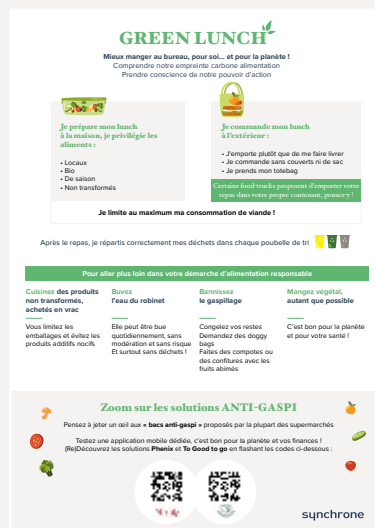 GREEN LUNCH
Mieux manger au bureau, pour soi... et pour la planète !
Comprendre notre empreinte carbone alimentation
Prendre conscience de notre pouvoir d'action
Je prépare mon lunch
à la maison, je privilégie les
aliments :
• Locaux
• Bio
• De saison
• Non transformés
Je commande mon lunch
à l'extérieur :
• J'emporte plutôt que de me faire livrer
• Je commande sans couverts ni de sac
• Je prends mon totebag
Certains food-trucks proposent d'emporter votre
repas dans votre propre contenant, pensez-y !
Je limite au maximum ma consommation de viande !
Après le repas, je répartis correctement mes déchets dans chaque poubelle de tri
Pour aller plus loin dans votre démarche d'alimentation responsable
Cuisinez des produits
non transformés,
achetés en vrac
Vous limitez les
emballages et évitez les
produits additifs nocifs
Buvez
l'eau du robinet
Elle peut être bue
quotidiennement, sans
modération et sans risque
Et surtout sans déchets !
Bannissez
le gaspillage
Congelez vos restes
Demandez des doggy
bags
Faites des compotes ou
des confitures avec les
fruits abimés
Mangez végétal,
autant que possible
C'est bon pour la planète
et pour votre santé !
Zoom sur les solutions ANTI-GASPI
Pensez à jeter un œil aux « bacs anti-gaspi » proposés par la plupart des supermarchés
Testez une application mobile dédiée, c'est bon pour la planète et vos finances !
(Re)Découvrez les solutions Phenix et To Good to go en flashant les codes ci-dessous :
synchrone